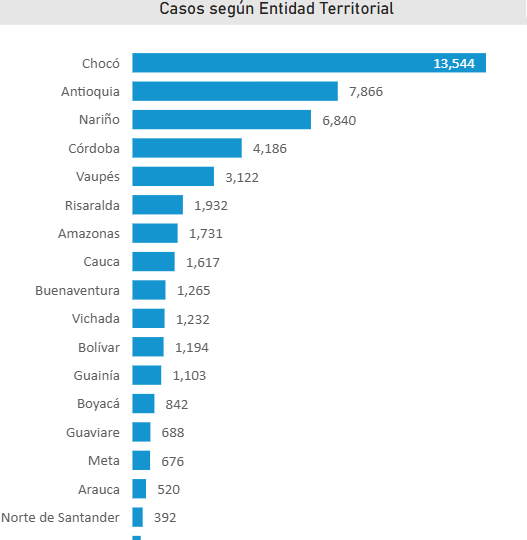 Casos según Entidad Territorial
Chocó 13,544
Antioquia 7,866
Nariño 6,840
Córdoba 4,186
Vaupés 3,122
Risaralda 1,932
Amazonas 1,731
Cauca 1,617
Buenaventura 1,265
Vichada 1,232
Bolívar 1,194
Guainía 1,103
Boyacá 842
Guaviare 688
Meta 676
Arauca 520
Norte de Santander 392